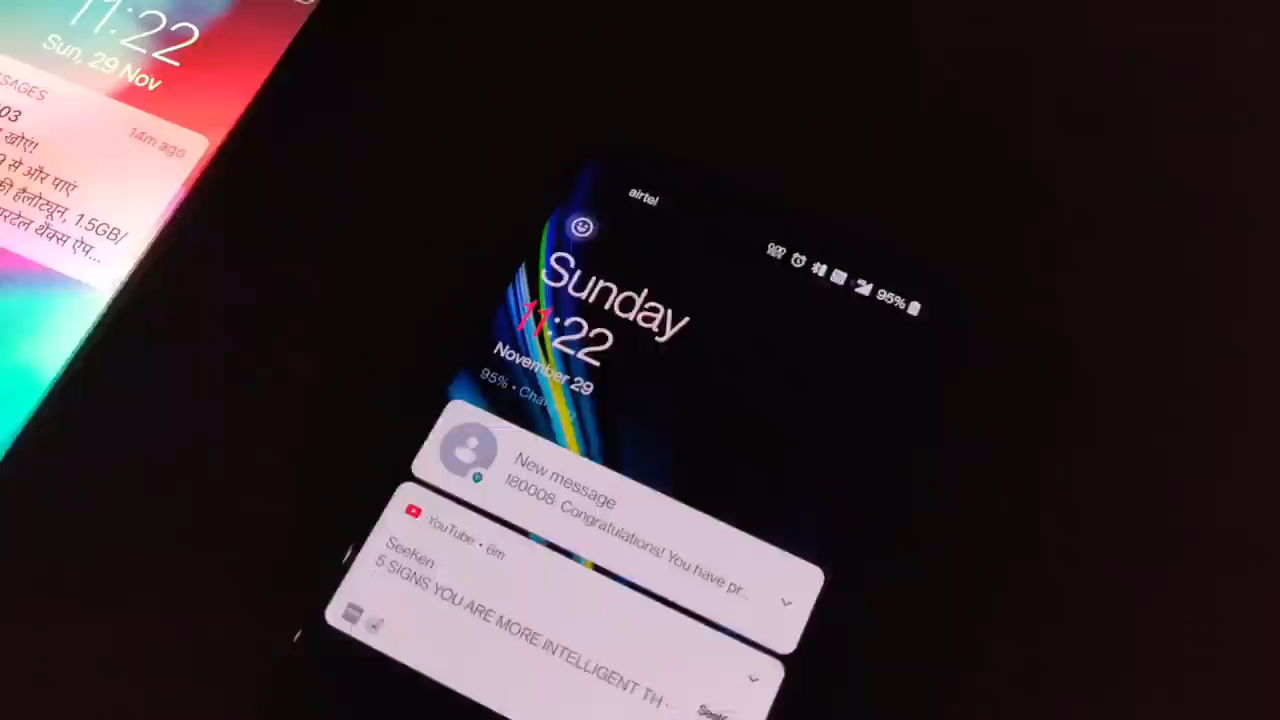 11:22
Sun, 29 Nov
SAGES
03
14m ago
खोएं!
9 से और पाएं
की हैलोट्यून, 1.5GB/
रटेल थैंक्स ऐप...
airtel
95%
Sunday
11:22
November 29
95% •
New message
180008: Congratulations! You have pr...
YouTube • 6m
SeeKen
5 SIGNS YOU ARE MORE INTELLIGENT TH...